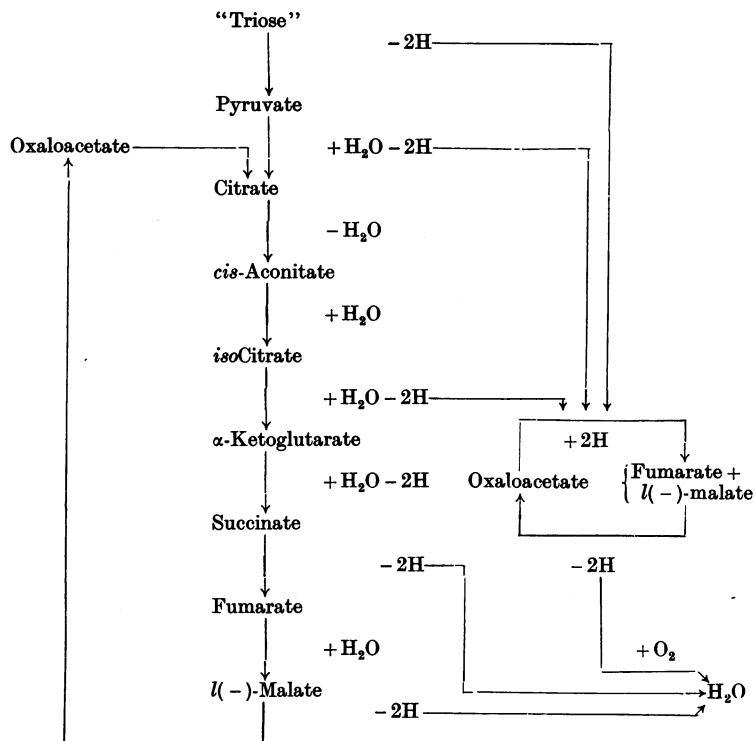 “Triose”
− 2H
Pyruvate
Oxaloacetate
+ H₂O − 2H
Citrate
− H₂O
cis-Aconitate
+ H₂O
isoCitrate
+ H₂O − 2H
α-Ketoglutarate
+ 2H
+ H₂O − 2H
Oxaloacetate
{Fumarate +
l(−)-malate
Succinate
− 2H
− 2H
Fumarate
+ H₂O
+ O₂
l(−)-Malate
H₂O
− 2H